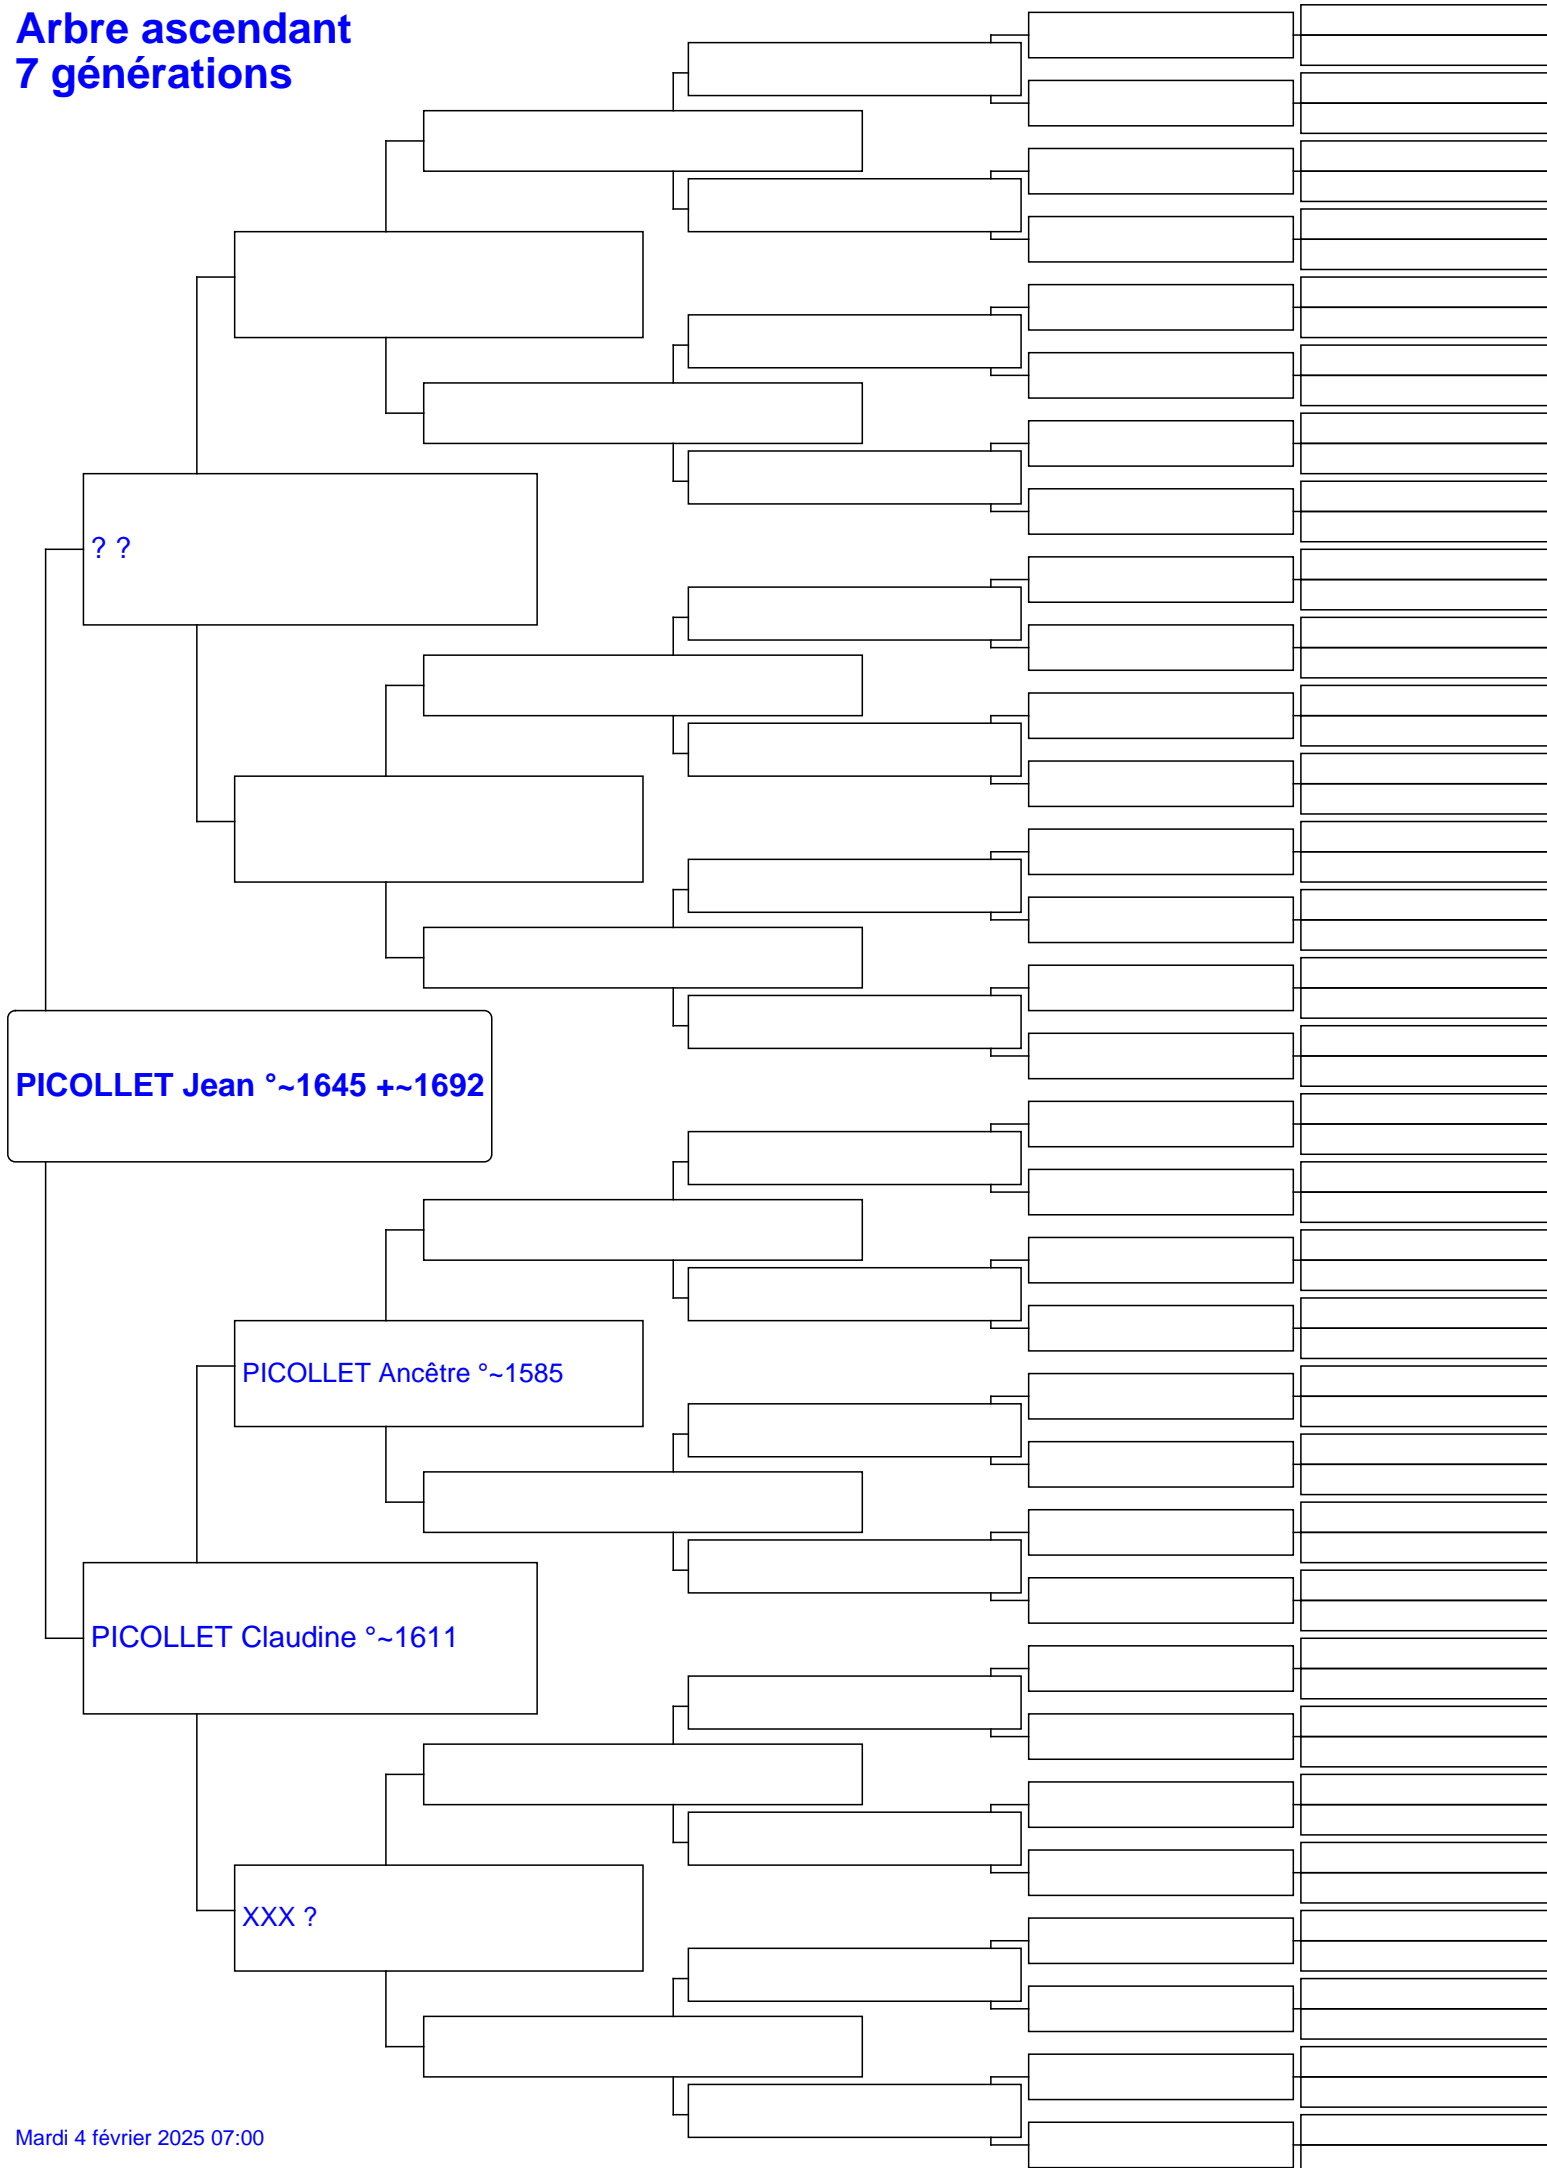 Arbre ascendant
7 générations
? ?
PICOLLET Jean °~1645 +~1692
PICOLLET Ancêtre °~1585
PICOLLET Claudine °~1611
XXX ?
Mardi 4 février 2025 07:00